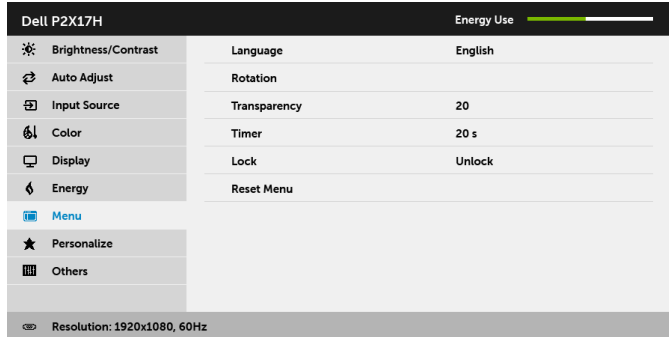 Dell P2X17H Energy Use
Brightness/Contrast Language English
Auto Adjust Rotation
Input Source Transparency 20
Color Timer 20 s
Display Lock Unlock
Energy Reset Menu
Menu
Personalize
Others
Resolution: 1920x1080, 60Hz